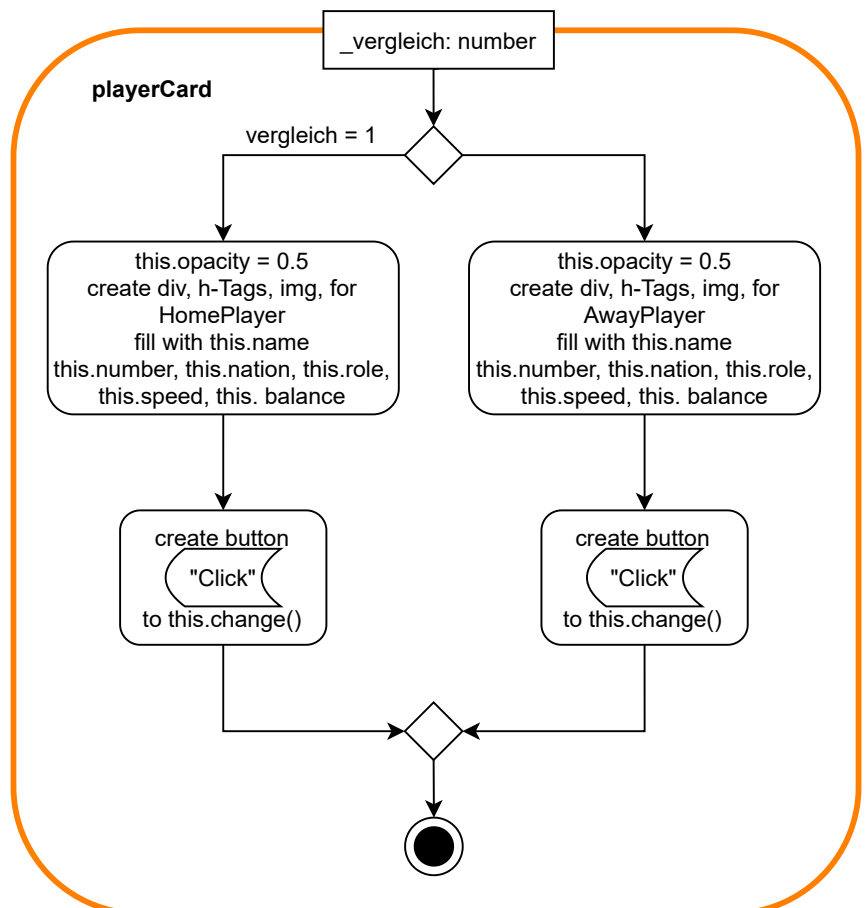 _vergleich: number
playerCard
vergleich = 1
this.opacity = 0.5
create div, h-Tags, img, for
HomePlayer
fill with this.name
this.number, this.nation, this.role,
this.speed, this. balance
this.opacity = 0.5
create div, h-Tags, img, for
AwayPlayer
fill with this.name
this.number, this.nation, this.role,
this.speed, this. balance
create button
"Click"
to this.change()
create button
"Click"
to this.change()